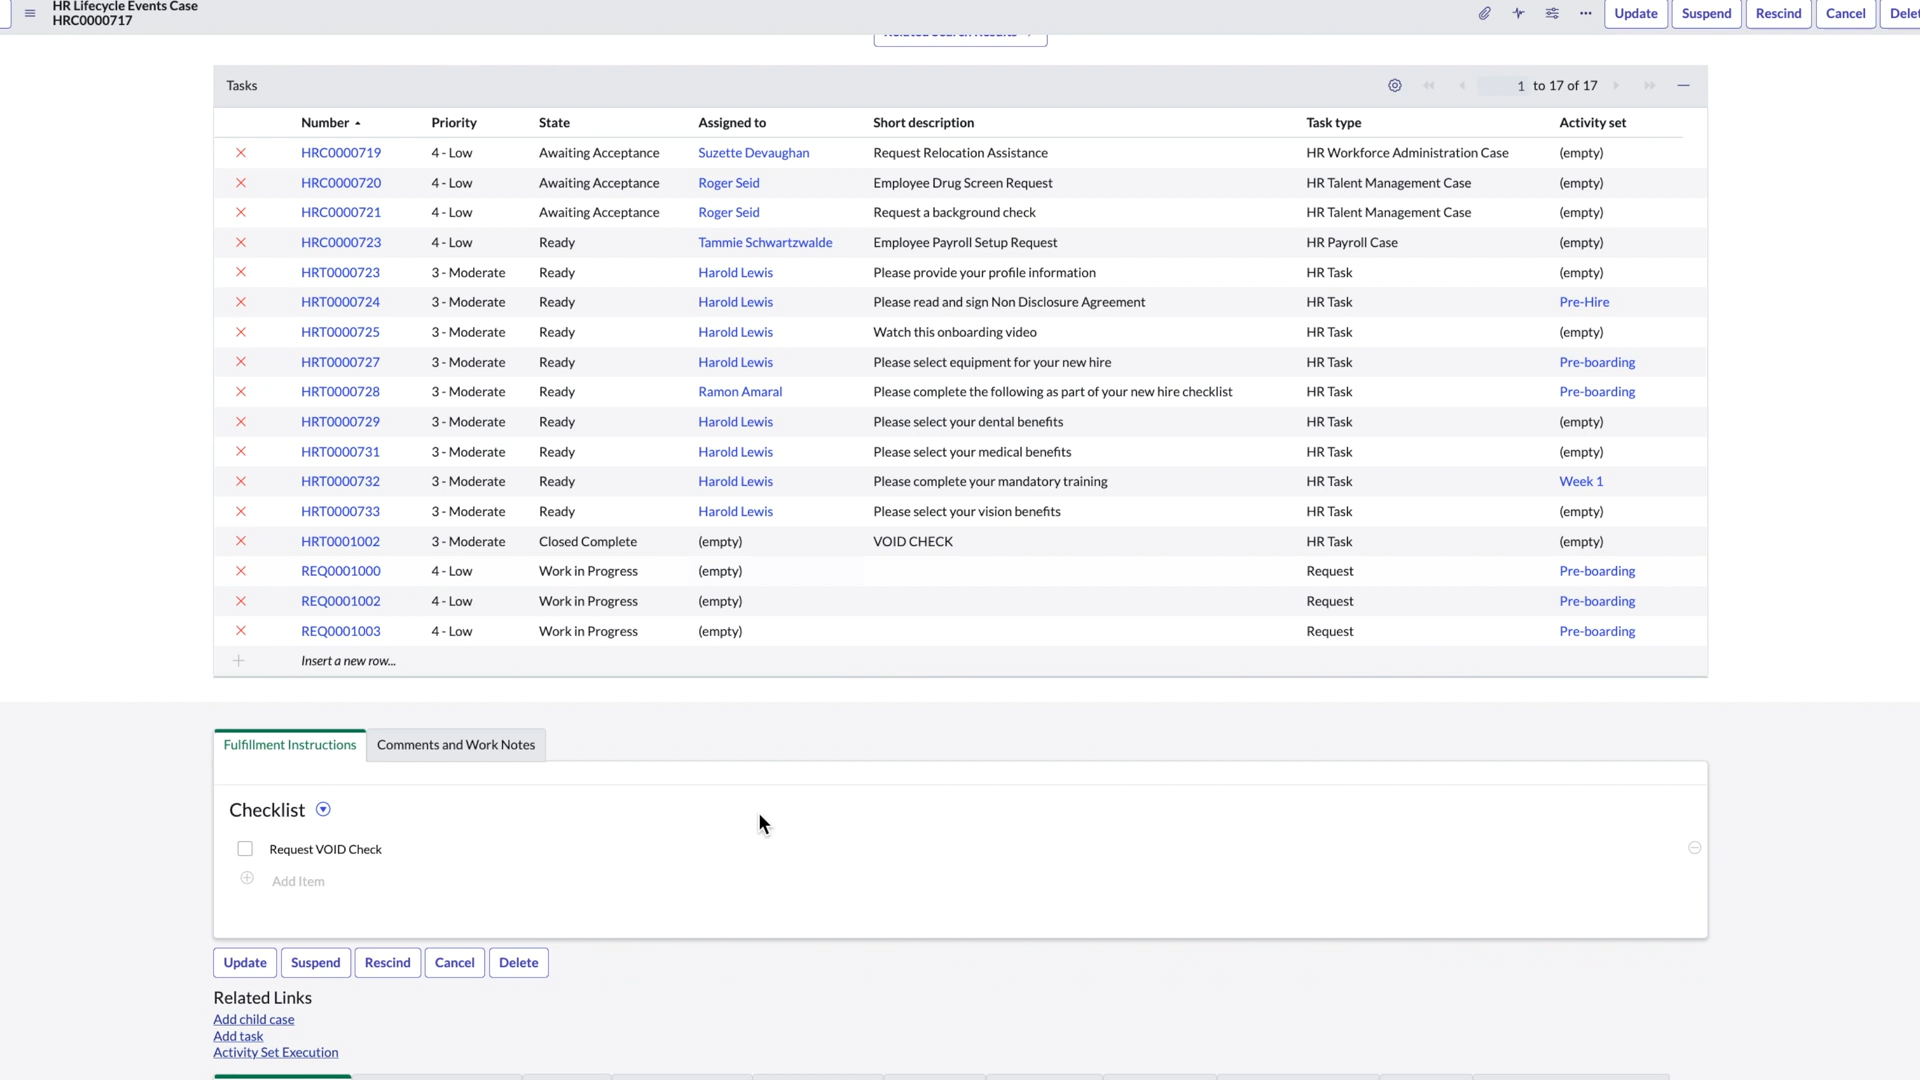 HR Lifecycle Events Case
HRC0000717
Update Suspend Rescind Cancel
Related Search Results
Tasks 1 to 17 of 17
Number Priority State Assigned to Short description Task type Activity set
HRC0000719 4 - Low Awaiting Acceptance Suzette Devaughan Request Relocation Assistance HR Workforce Administration Case (empty)
HRC0000720 4 - Low Awaiting Acceptance Roger Seid Employee Drug Screen Request HR Talent Management Case (empty)
HRC0000721 4 - Low Awaiting Acceptance Roger Seid Request a background check HR Talent Management Case (empty)
HRC0000723 4 - Low Ready Tammie Schwartzwalde Employee Payroll Setup Request HR Payroll Case (empty)
HRT0000723 3 - Moderate Ready Harold Lewis Please provide your profile information HR Task (empty)
HRT0000724 3 - Moderate Ready Harold Lewis Please read and sign Non Disclosure Agreement HR Task Pre-Hire
HRT0000725 3 - Moderate Ready Harold Lewis Watch this onboarding video HR Task (empty)
HRT0000727 3 - Moderate Ready Harold Lewis Please select equipment for your new hire HR Task Pre-boarding
HRT0000728 3 - Moderate Ready Ramon Amaral Please complete the following as part of your new hire checklist HR Task Pre-boarding
HRT0000729 3 - Moderate Ready Harold Lewis Please select your dental benefits HR Task (empty)
HRT0000731 3 - Moderate Ready Harold Lewis Please select your medical benefits HR Task (empty)
HRT0000732 3 - Moderate Ready Harold Lewis Please complete your mandatory training HR Task Week 1
HRT0000733 3 - Moderate Ready Harold Lewis Please select your vision benefits HR Task (empty)
HRT0001002 3 - Moderate Closed Complete (empty) VOID CHECK HR Task (empty)
REQ0001000 4 - Low Work in Progress (empty) Request Pre-boarding
REQ0001002 4 - Low Work in Progress (empty) Request Pre-boarding
REQ0001003 4 - Low Work in Progress (empty) Request Pre-boarding
Insert a new row...
Fulfillment Instructions Comments and Work Notes
Checklist
Request VOID Check
Add Item
Update Suspend Rescind Cancel Delete
Related Links
Add child case
Add task
Activity Set Execution